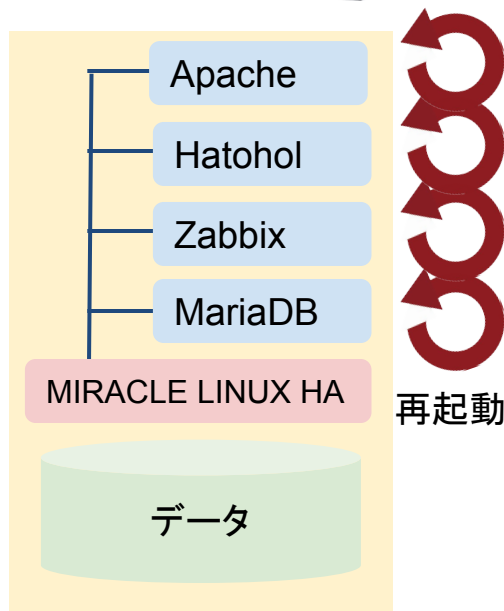 Apache
Hatohol
Zabbix
MariaDB
MIRACLE LINUX HA
再起動
データ